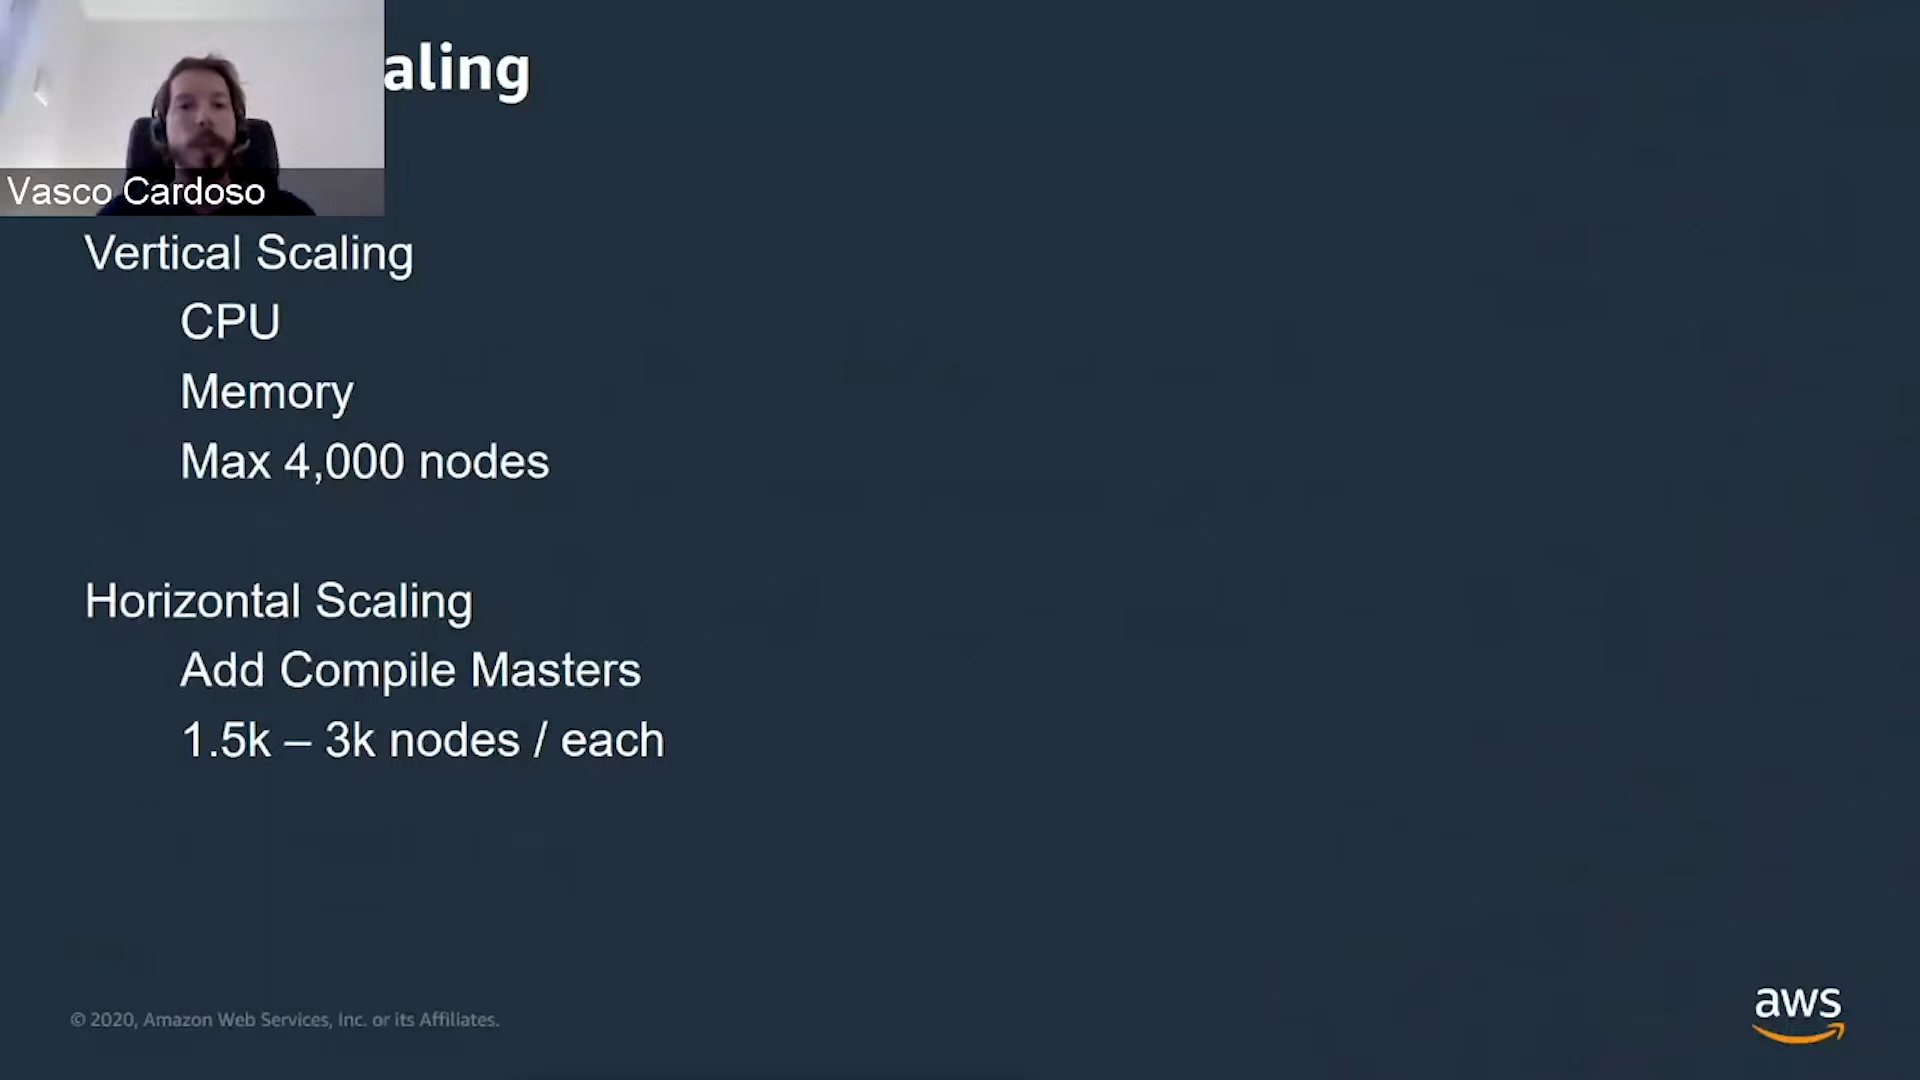 aling
Vasco Cardoso
Vertical Scaling
CPU
Memory
Max 4,000 nodes
Horizontal Scaling
Add Compile Masters
1.5k – 3k nodes / each
© 2020, Amazon Web Services, Inc. or its Affiliates.
aws